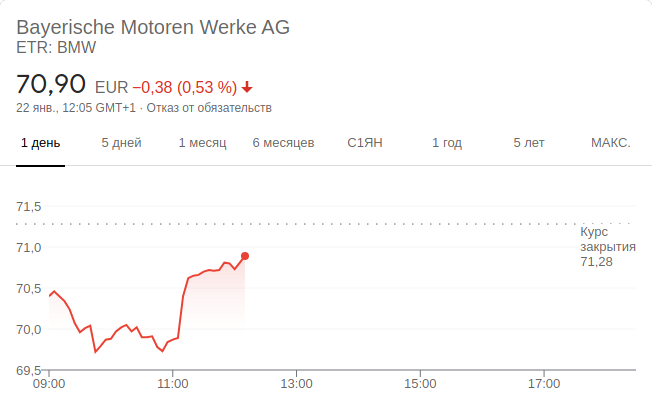 Bayerische Motoren Werke AG
ETR: BMW
70,90 EUR −0,38 (0,53 %)
22 янв., 12:05 GMT+1 · Отказ от обязательств
1 день 5 дней 1 месяц 6 месяцев С1ЯН 1 год 5 лет МАКС.
71,5
Курс
закрытия
71,28
71,0
70,5
70,0
69,5
09:00 11:00 13:00 15:00 17:00